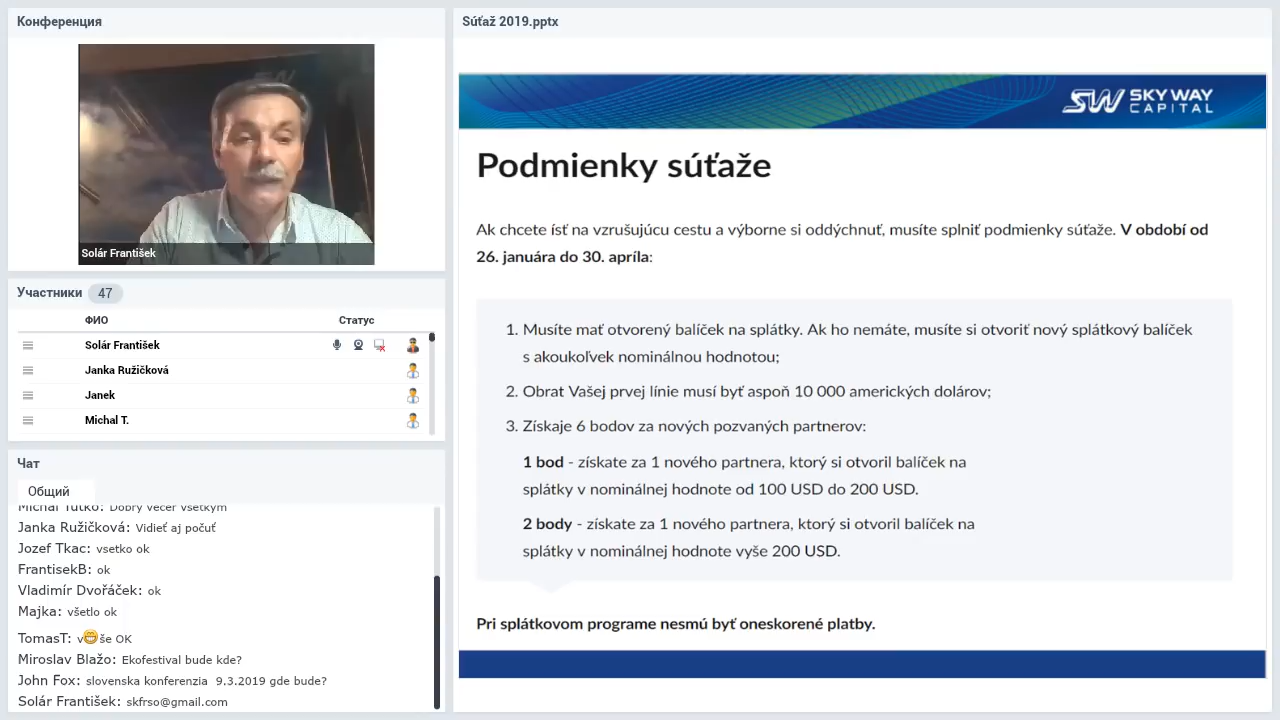 Конференция
Solár František
Участники 47
ФИО Статус
Solár František
Janka Ružičková
Janek
Michal T.
Чат
Общий
Michal Tutko: Dobrý večer všetkým
Janka Ružičková: Vidieť aj počuť
Jozef Tkac: vsetko ok
FrantisekB: ok
Vladimír Dvořáček: ok
Majka: všetlo ok
TomasT: v še OK
Miroslav Blažo: Ekofestival bude kde?
John Fox: slovenska konferenzia 9.3.2019 gde bude?
Solár František: skfrso@gmail.com
Súťaž 2019.pptx
SW SKY WAY
CAPITAL
Podmienky súťaže
Ak chcete ísť na vzrušujúcu cestu a výborne si oddýchnuť, musíte splniť podmienky súťaže. V období od
26. januára do 30. apríla:
1. Musíte mať otvorený balíček na splátky. Ak ho nemáte, musíte si otvoriť nový splátkový balíček
s akoukoľvek nominálnou hodnotou;
2. Obrat Vašej prvej línie musí byť aspoň 10 000 amerických dolárov;
3. Získaje 6 bodov za nových pozvaných partnerov:
1 bod - získate za 1 nového partnera, ktorý si otvoril balíček na
splátky v nominálnej hodnote od 100 USD do 200 USD.
2 body - získate za 1 nového partnera, ktorý si otvoril balíček na
splátky v nominálnej hodnote vyše 200 USD.
Pri splátkovom programe nesmú byť oneskorené platby.